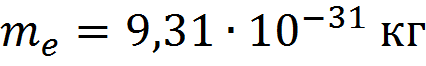 mₑ = 9,31 · 10⁻³¹ кг